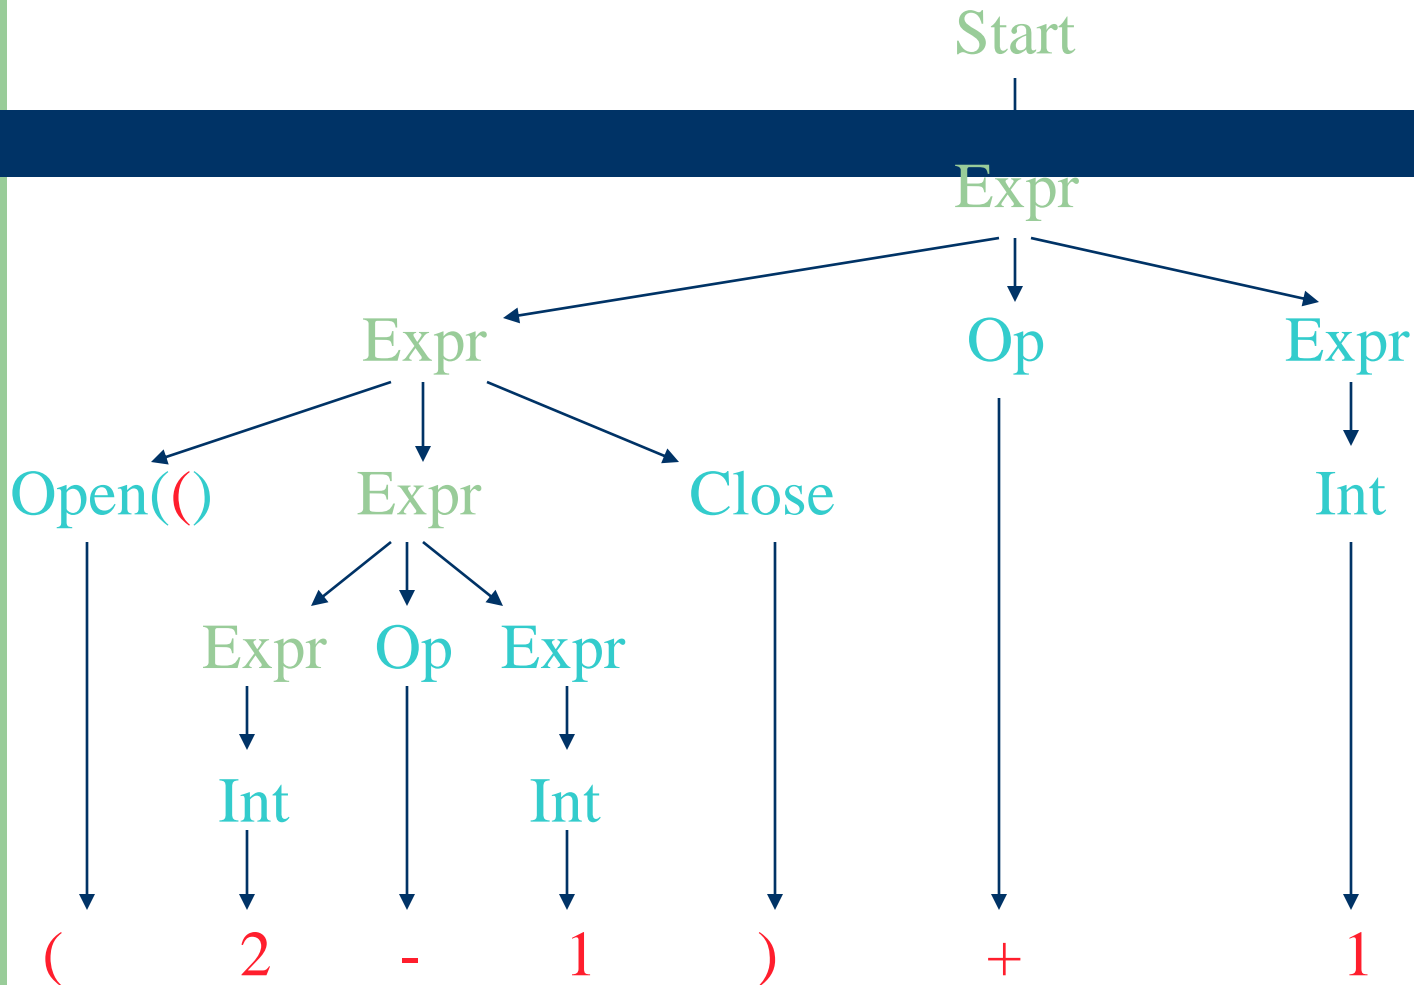 Start
Expr
Expr Op Expr
Open(() Expr Close Int
Expr Op Expr
Int Int
( 2 - 1 ) + 1